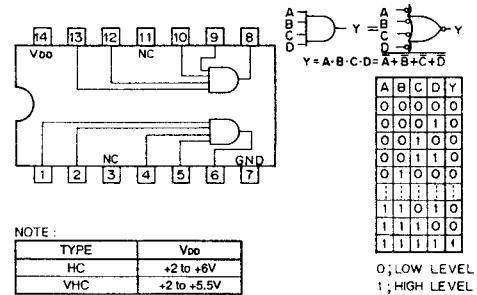 14 13 12 11 10 9 8
VDD NC
NC GND
1 2 3 4 5 6 7
A
B
C
D
Y
=
A
B
C
D
Y
Y=A·B·C·D=A+B+C+D
A B C D Y
0 0 0 0 0
0 0 0 1 0
0 0 1 0 0
0 0 1 1 0
0 1 0 0 0
1 1 0 1 0
1 1 1 0 0
1 1 1 1 1
0;LOW LEVEL
1;HIGH LEVEL
NOTE :
TYPE VDD
HC +2 to +6V
VHC +2 to +5.5V